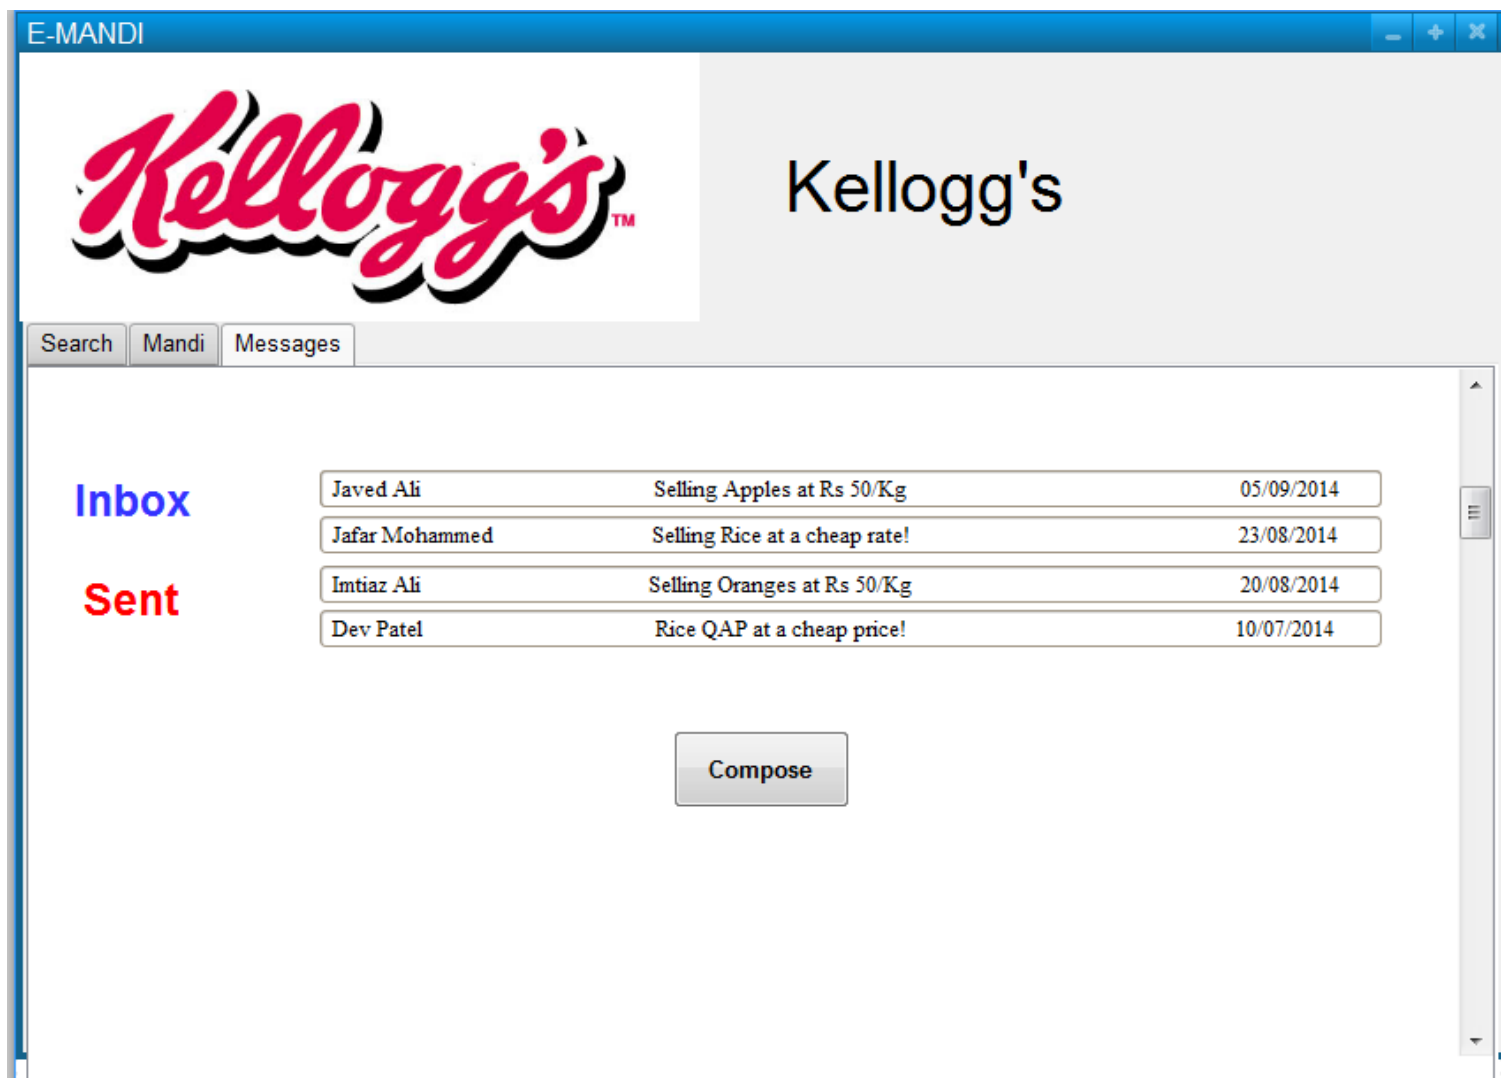 E-MANDI
Kellogg's TM
Kellogg's
Search Mandi Messages
Inbox
Javed Ali Selling Apples at Rs 50/Kg 05/09/2014
Jafar Mohammed Selling Rice at a cheap rate! 23/08/2014
Sent
Imtiaz Ali Selling Oranges at Rs 50/Kg 20/08/2014
Dev Patel Rice QAP at a cheap price! 10/07/2014
Compose